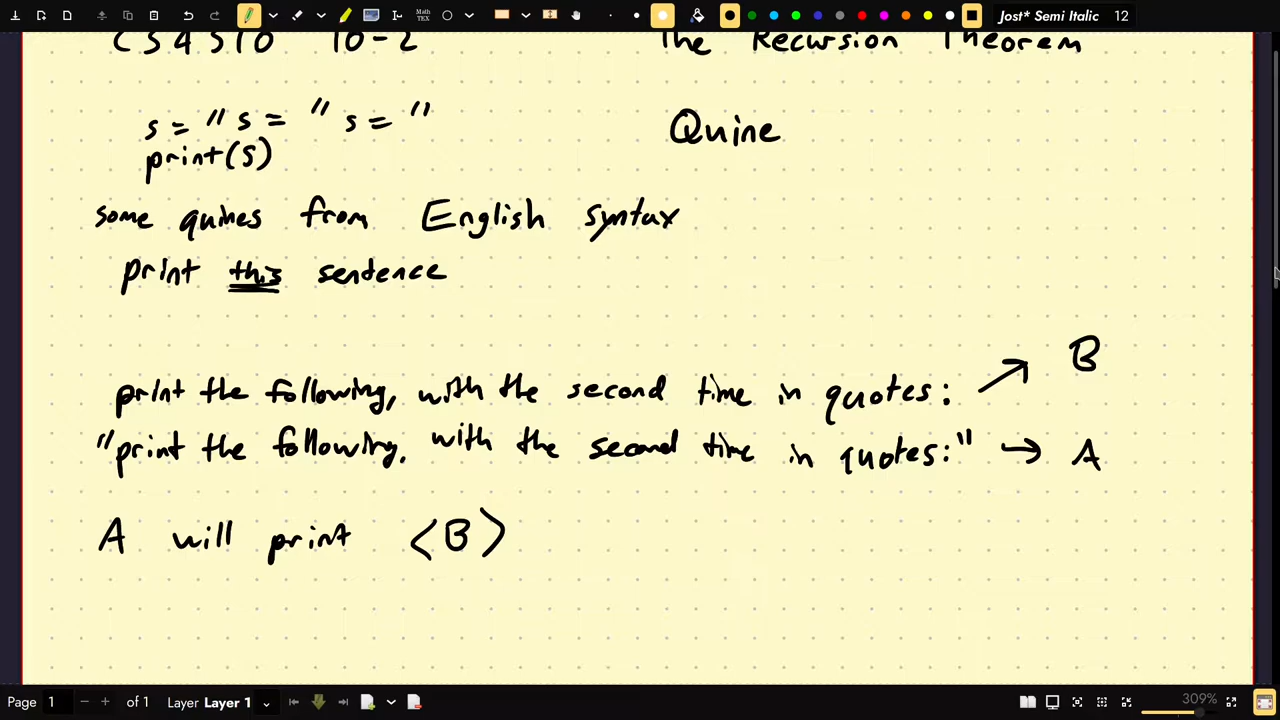 Math TEX Jost* Semi Italic 12
CS 4510 10-2 The Recursion Theorem
s = "s = " s = "
print(s)
Quine
some quines from English syntax
print this sentence
print the following, with the second time in quotes: → B
"print the following, with the second time in quotes:" → A
A will print <B>
Page 1 of 1 Layer Layer 1 309%